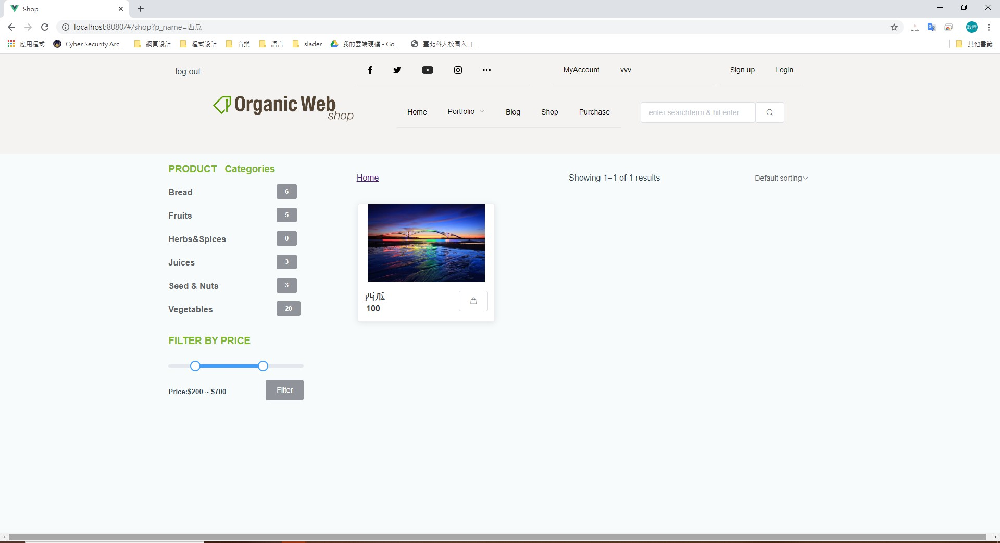 Shop
localhost:8080/#/shop?p_name=西瓜
No ads
政哲
應用程式 Cyber Security Arc... 網頁設計 程式設計 音樂 語言 slader 我的雲端硬碟 - Go... 臺北科大校園入口... 其他書籤
log out
MyAccount vvv Sign up Login
Organic Web
shop
Home Portfolio Blog Shop Purchase enter searchterm & hit enter
PRODUCT Categories
Home Showing 1–1 of 1 results Default sorting
Bread 6
Fruits 5
Herbs&Spices 0
Juices 3
Seed & Nuts 3
Vegetables 20
西瓜
100
FILTER BY PRICE
Price:$200 ~ $700 Filter